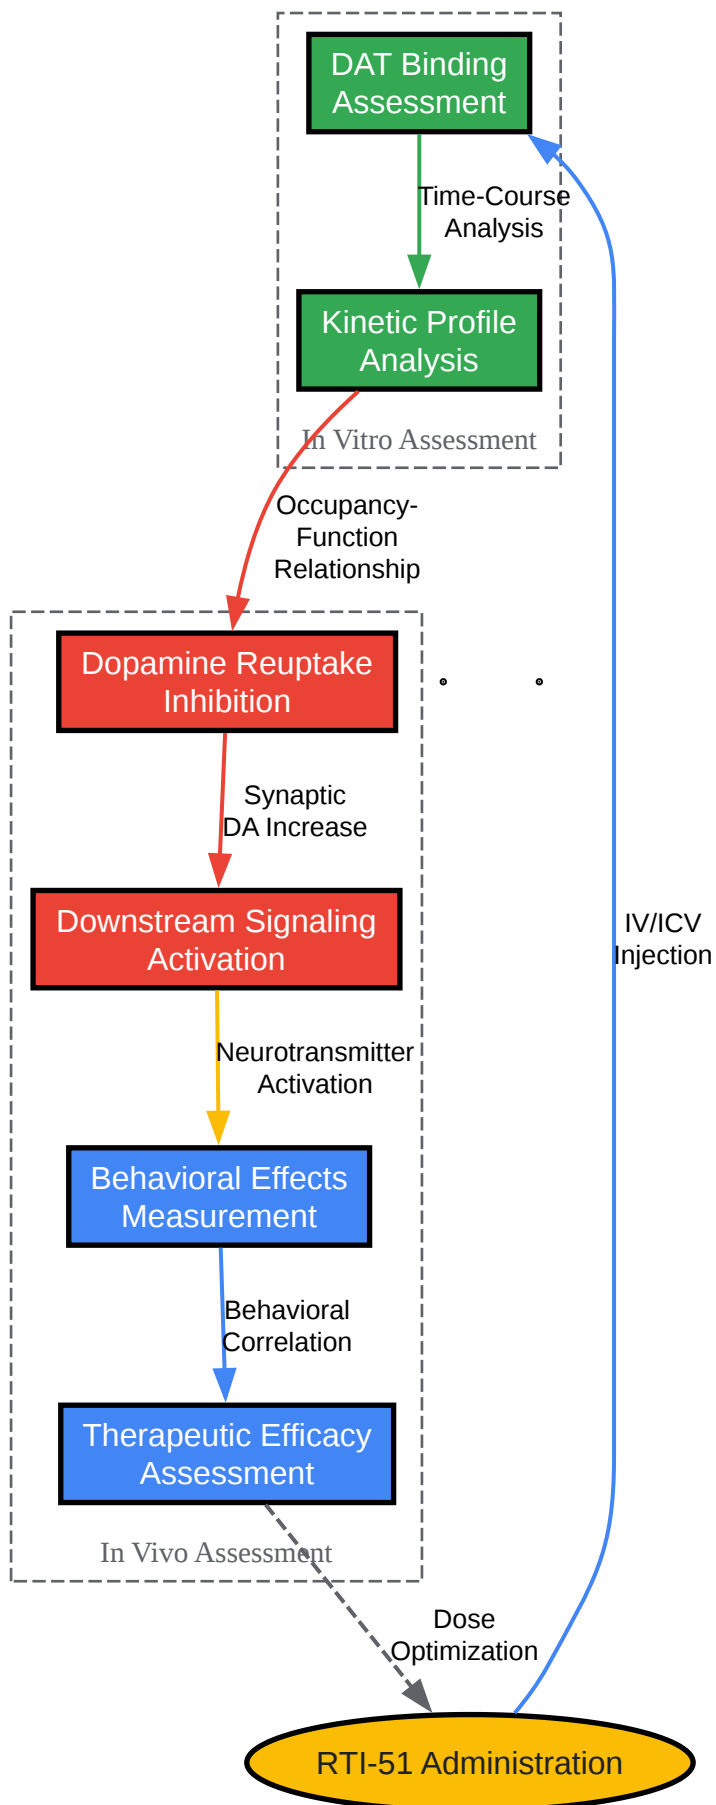 DAT Binding
Assessment
Time-Course
Analysis
Kinetic Profile
Analysis
In Vitro Assessment
Occupancy-
Function
Relationship
Dopamine Reuptake
Inhibition
Synaptic
DA Increase
Downstream Signaling
Activation
IV/ICV
Injection
Neurotransmitter
Activation
Behavioral Effects
Measurement
Behavioral
Correlation
Therapeutic Efficacy
Assessment
In Vivo Assessment
Dose
Optimization
RTI-51 Administration